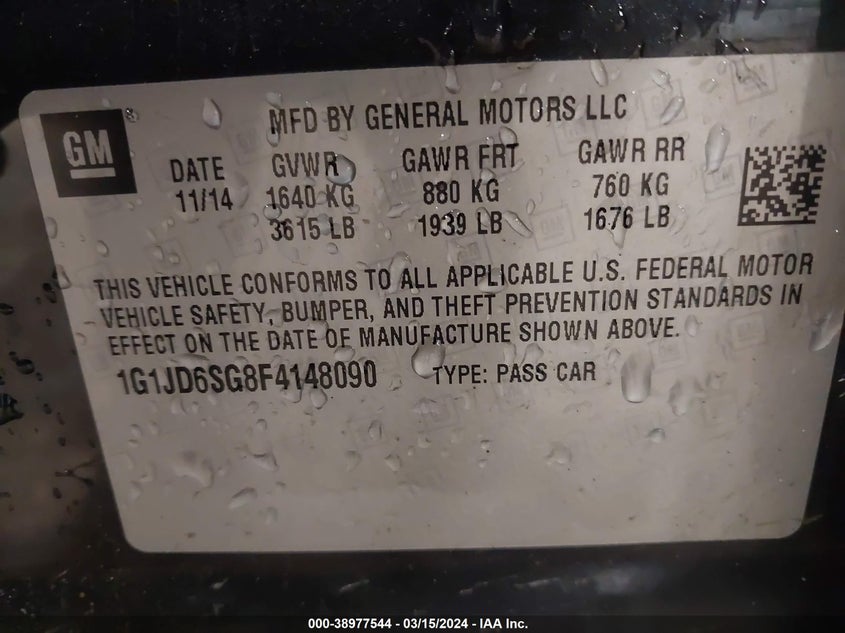 MFD BY GENERAL MOTORS LLC
GM
DATE GVWR GAWR FRT GAWR RR
11/14 1640 KG 880 KG 760 KG
3615 LB 1939 LB 1676 LB
THIS VEHICLE CONFORMS TO ALL APPLICABLE U.S. FEDERAL MOTOR
VEHICLE SAFETY, BUMPER, AND THEFT PREVENTION STANDARDS IN
EFFECT ON THE DATE OF MANUFACTURE SHOWN ABOVE.
1G1JD6SG8F4148090 TYPE: PASS CAR
000-38977544 - 03/15/2024 - IAA Inc.